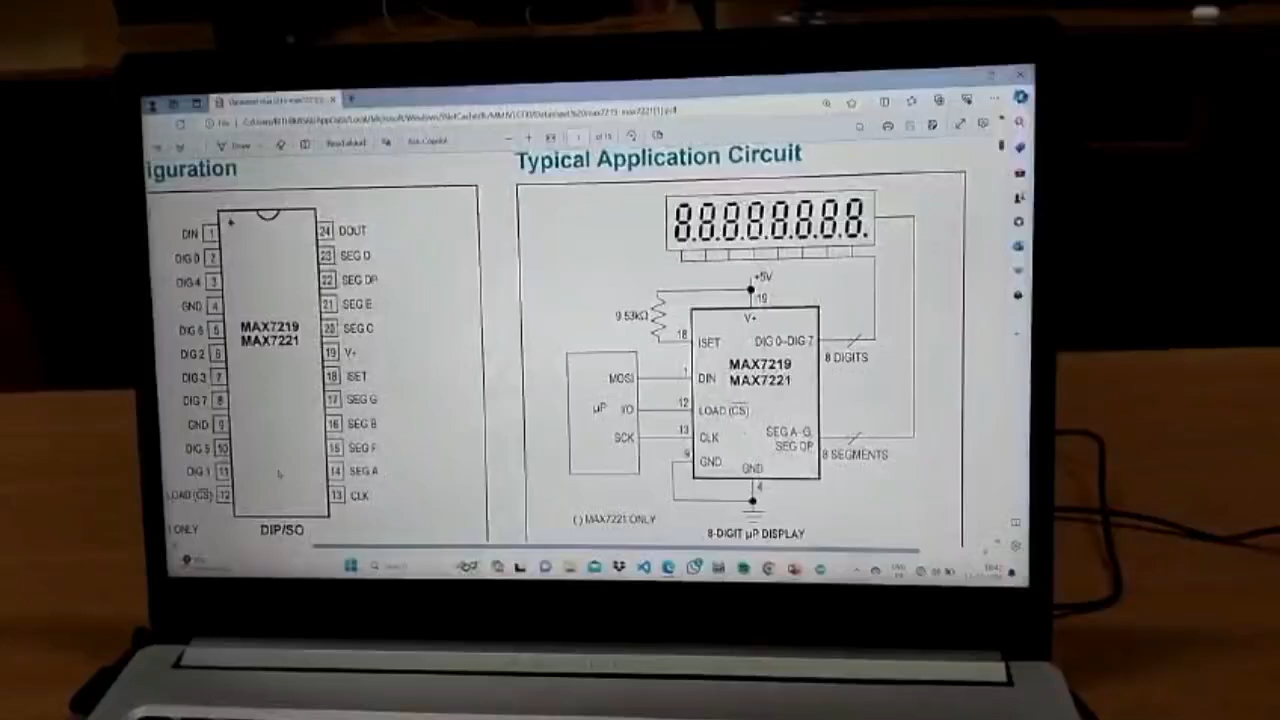 iguration
Typical Application Circuit
DIN 1
DIG 0 2
DIG 4 3
GND 4
DIG 6 5
DIG 2 6
DIG 3 7
DIG 7 8
GND 9
DIG 5 10
DIG 1 11
LOAD (CS) 12
+
MAX7219
MAX7221
24 DOUT
23 SEG D
22 SEG DP
21 SEG E
20 SEG C
19 V+
18 ISET
17 SEG G
16 SEG B
15 SEG F
14 SEG A
13 CLK
ONLY
DIP/SO
8.8.8.8.8.8.8.8.
+5V
19
9.53kΩ
18
V+
ISET
DIG 0–DIG 7
8 DIGITS
MAX7219
MAX7221
µP
MOSI
1
DIN
I/O
12
LOAD (CS)
SCK
13
CLK
SEG A–G,
SEG DP
8 SEGMENTS
9
GND
GND
4
( ) MAX7221 ONLY
8-DIGIT µP DISPLAY